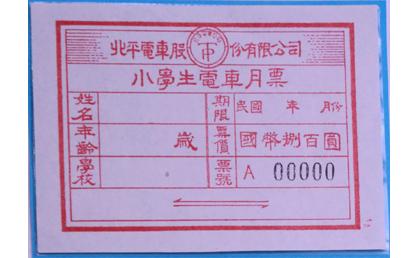 北平電車股份有限公司
小學生電車月票
姓名
期限 民國 年 月份
年齡 歲
票價 國幣捌百圓
學校
票號 A 00000